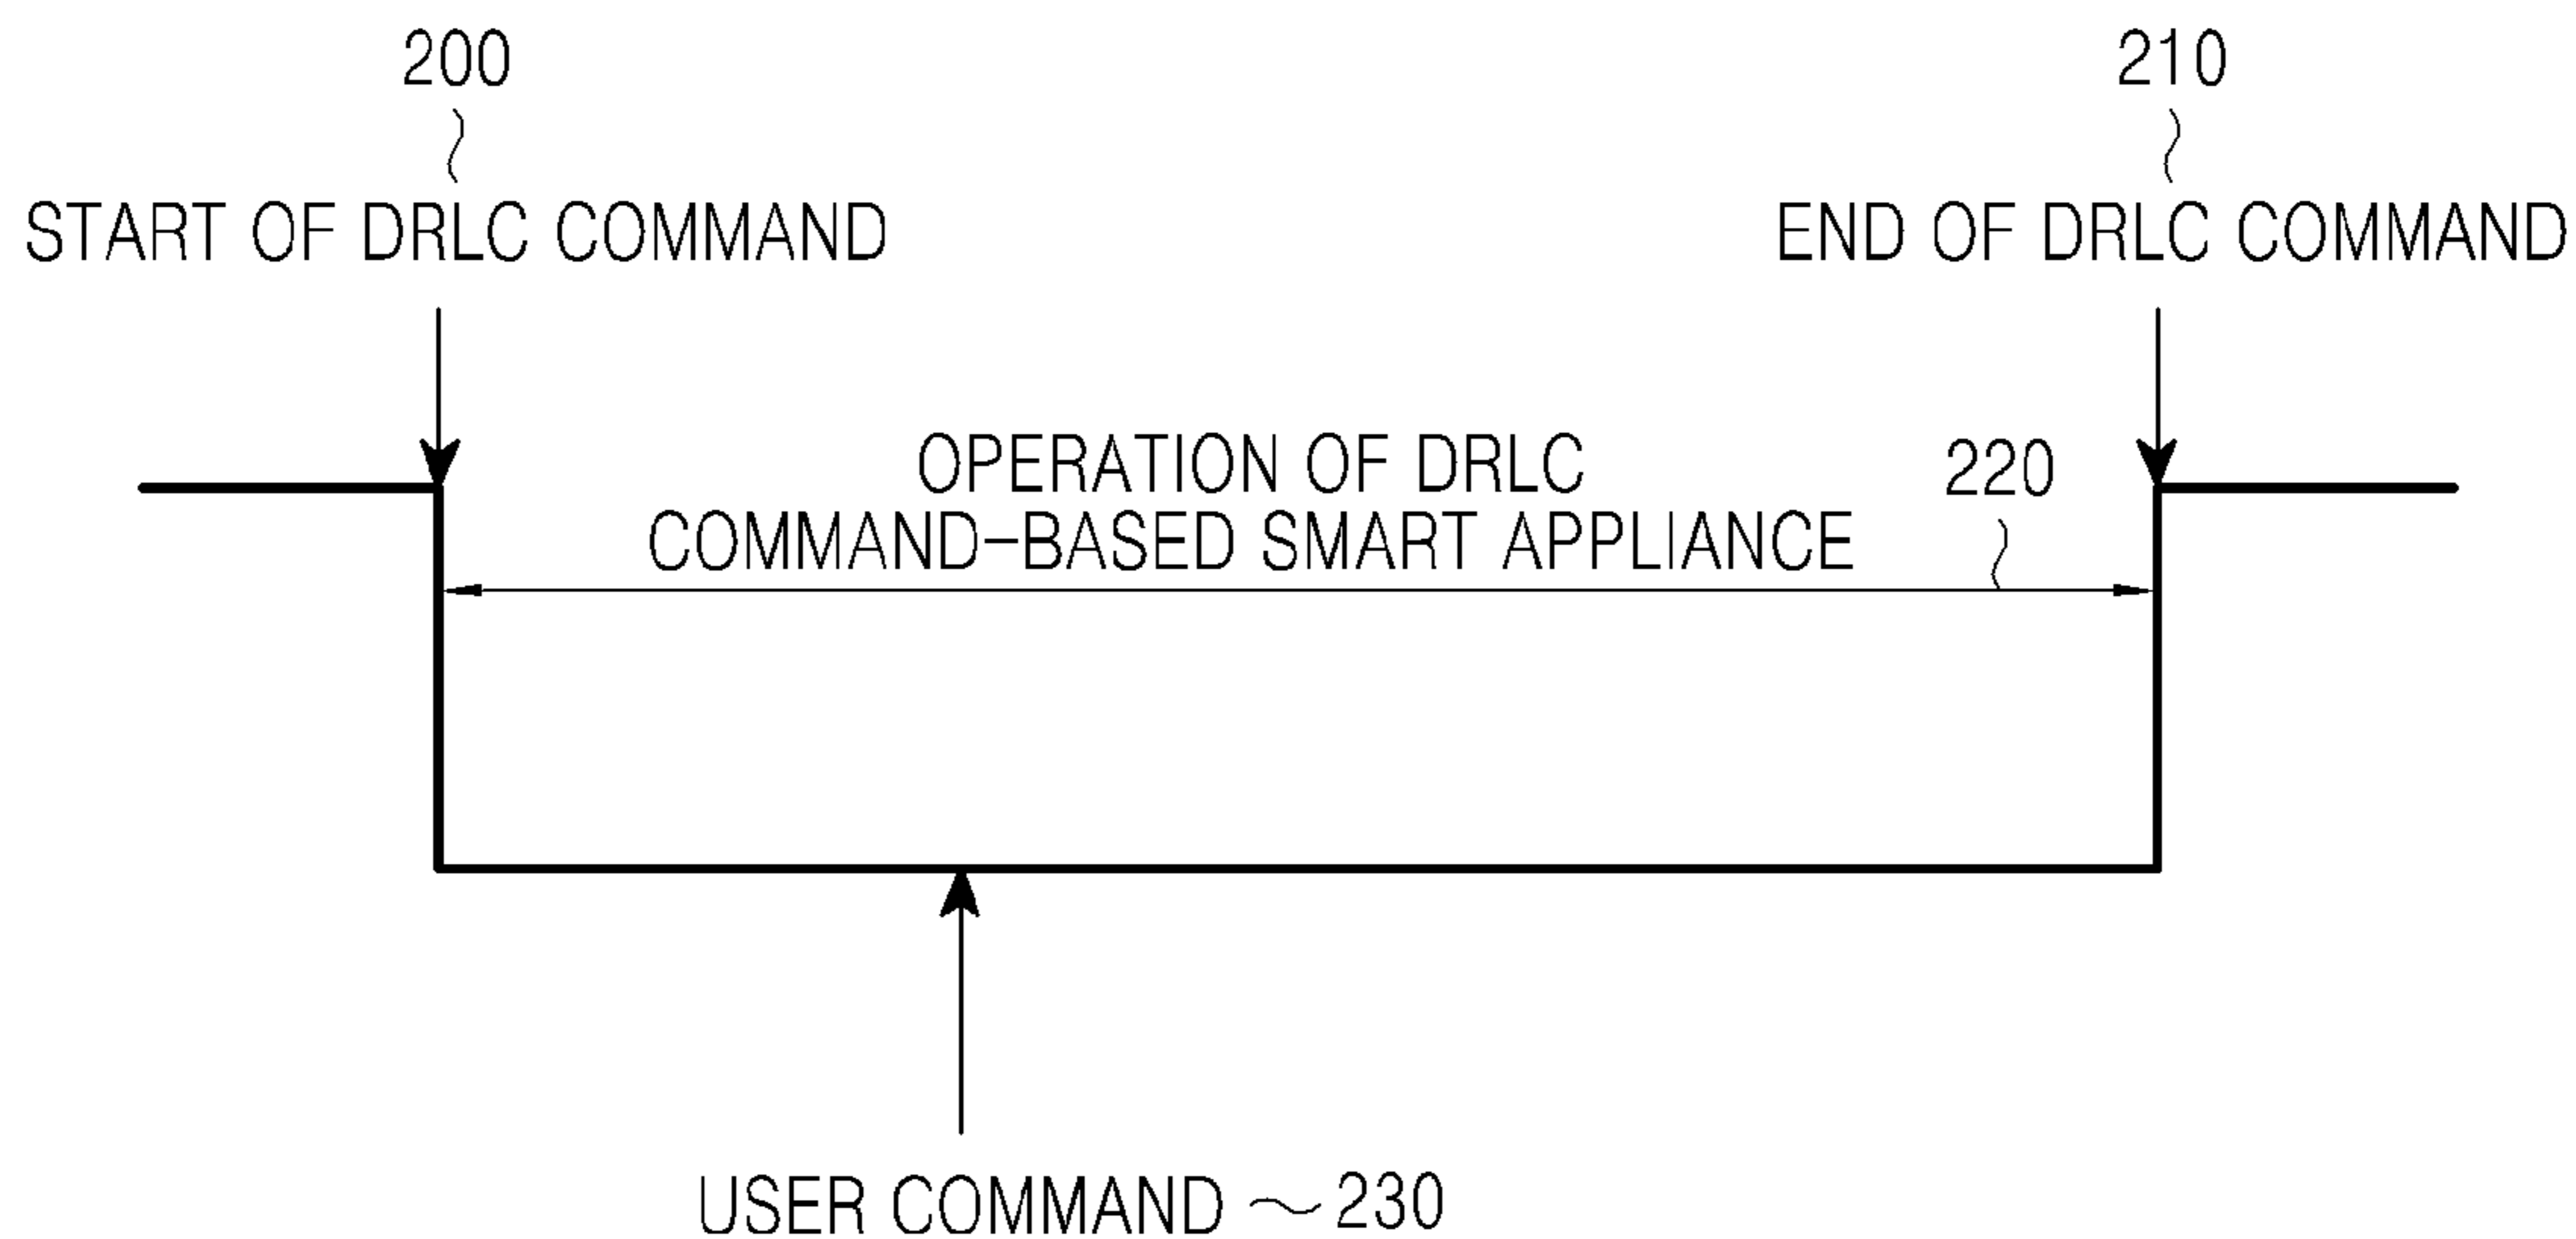 200
210
START OF DRLC COMMAND
END OF DRLC COMMAND
OPERATION OF DRLC
COMMAND-BASED SMART APPLIANCE
220
USER COMMAND
230